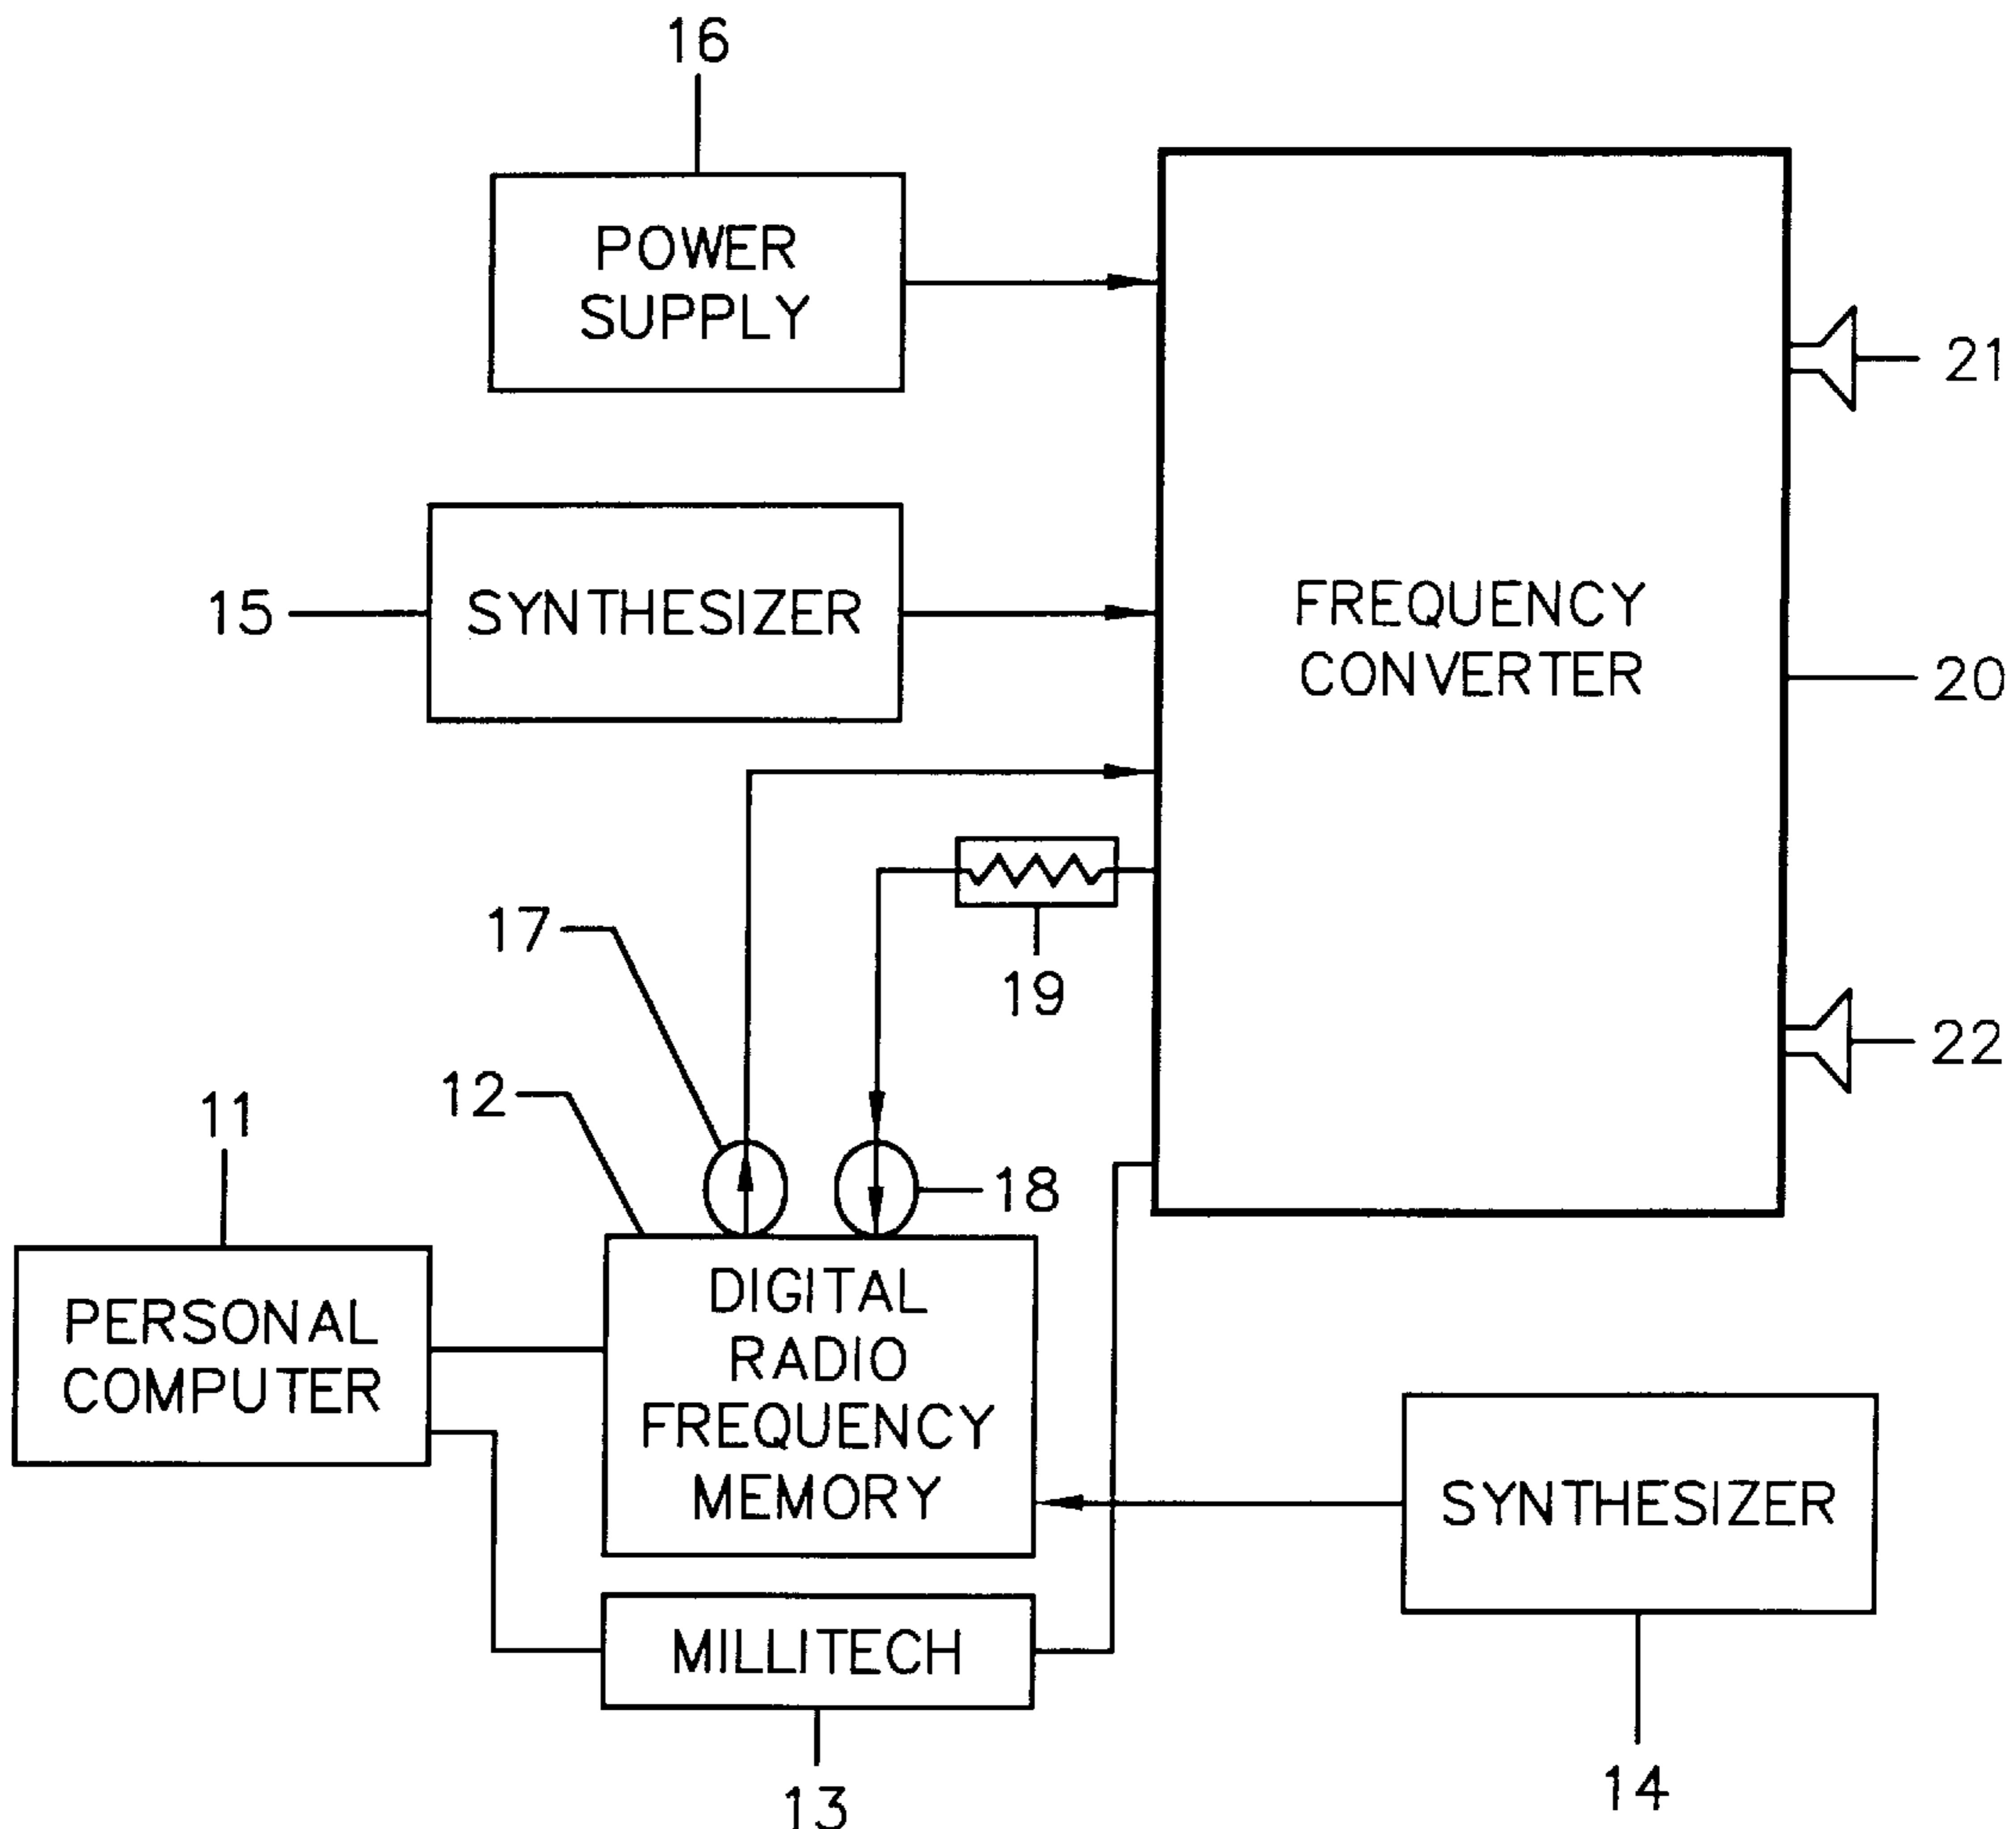 16
POWER
SUPPLY
21
15
SYNTHESIZER
FREQUENCY
CONVERTER
20
17
19
12
22
11
18
PERSONAL
COMPUTER
DIGITAL
RADIO
FREQUENCY
MEMORY
SYNTHESIZER
MILLITECH
13
14